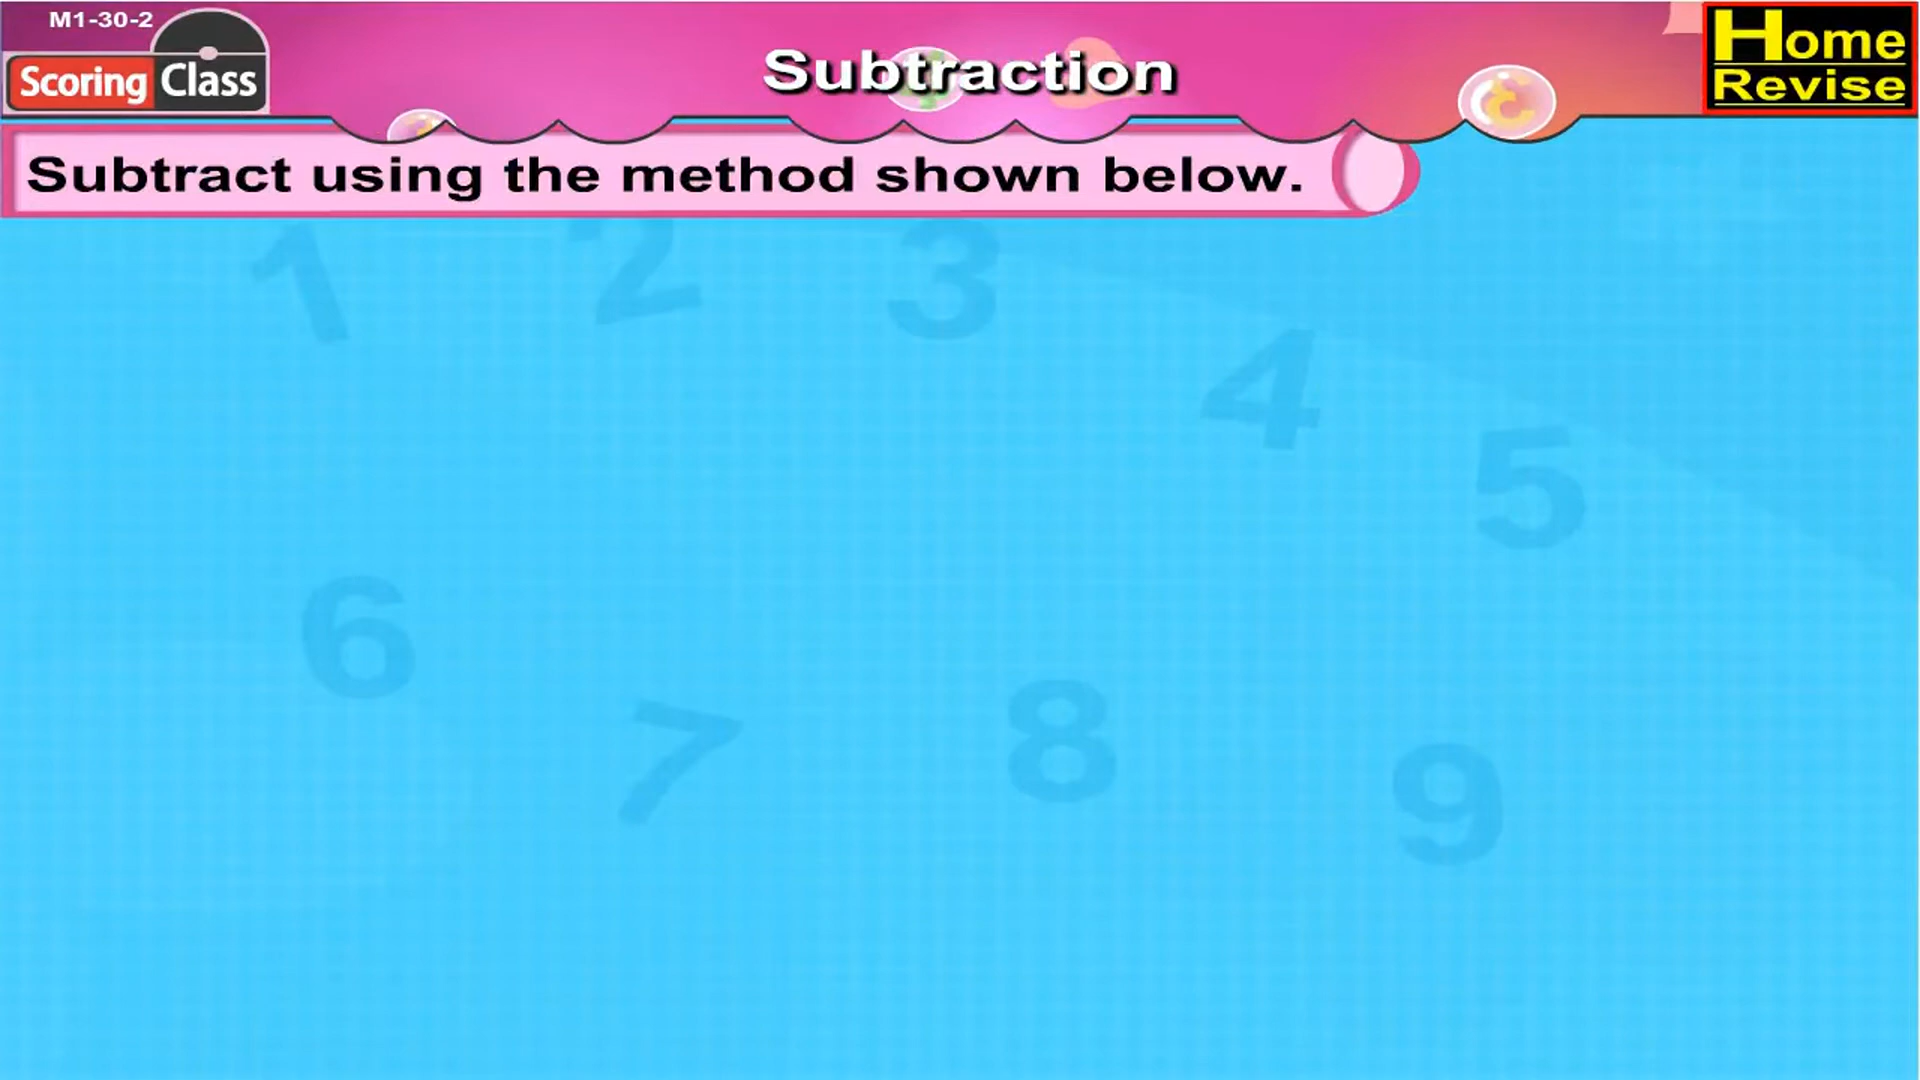 M1-30-2
Scoring Class
Subtraction
Home
Revise
Subtract using the method shown below.
1 2 3
4
5
6
7 8
9